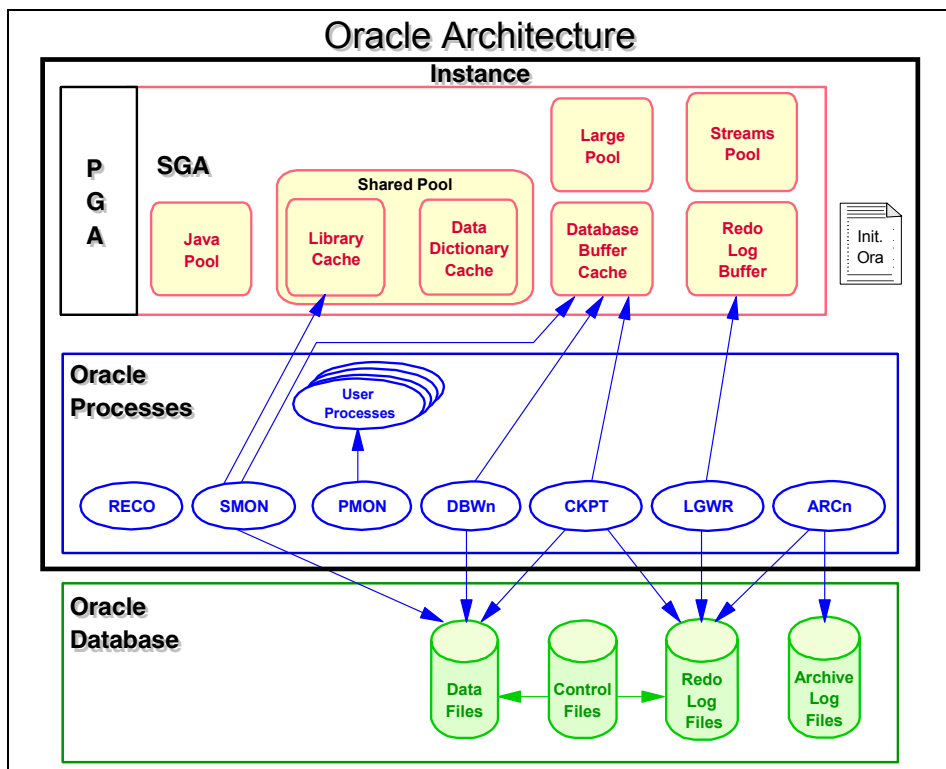 Oracle Architecture
Instance
P
G
A
SGA
Large
Pool
Streams
Pool
Shared Pool
Java
Pool
Library
Cache
Data
Dictionary
Cache
Database
Buffer
Cache
Redo
Log
Buffer
Init.
Ora
Oracle
Processes
User
Processes
RECO
SMON
PMON
DBWn
CKPT
LGWR
ARCn
Oracle
Database
Data
Files
Control
Files
Redo
Log
Files
Archive
Log
Files